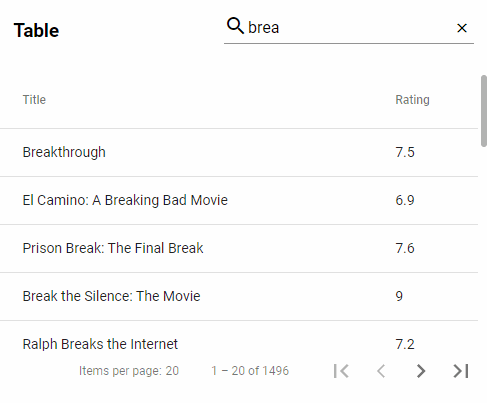 Table
brea
Title Rating
Breakthrough 7.5
El Camino: A Breaking Bad Movie 6.9
Prison Break: The Final Break 7.6
Break the Silence: The Movie 9
Ralph Breaks the Internet 7.2
Items per page: 20 1 – 20 of 1496